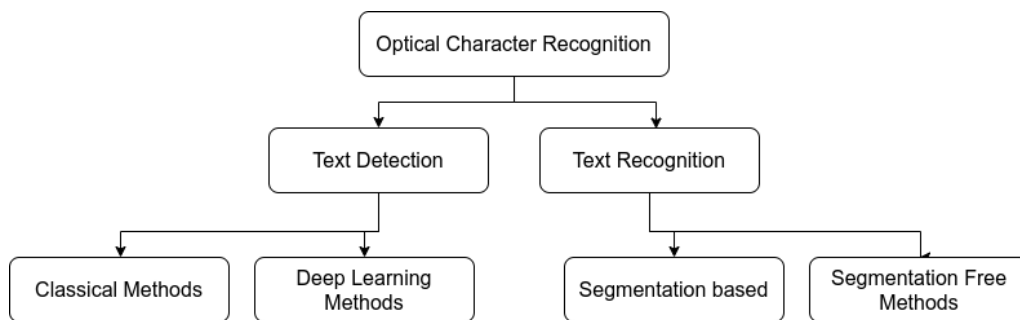 Optical Character Recognition
Text Detection
Text Recognition
Classical Methods
Deep Learning
Methods
Segmentation based
Segmentation Free
Methods